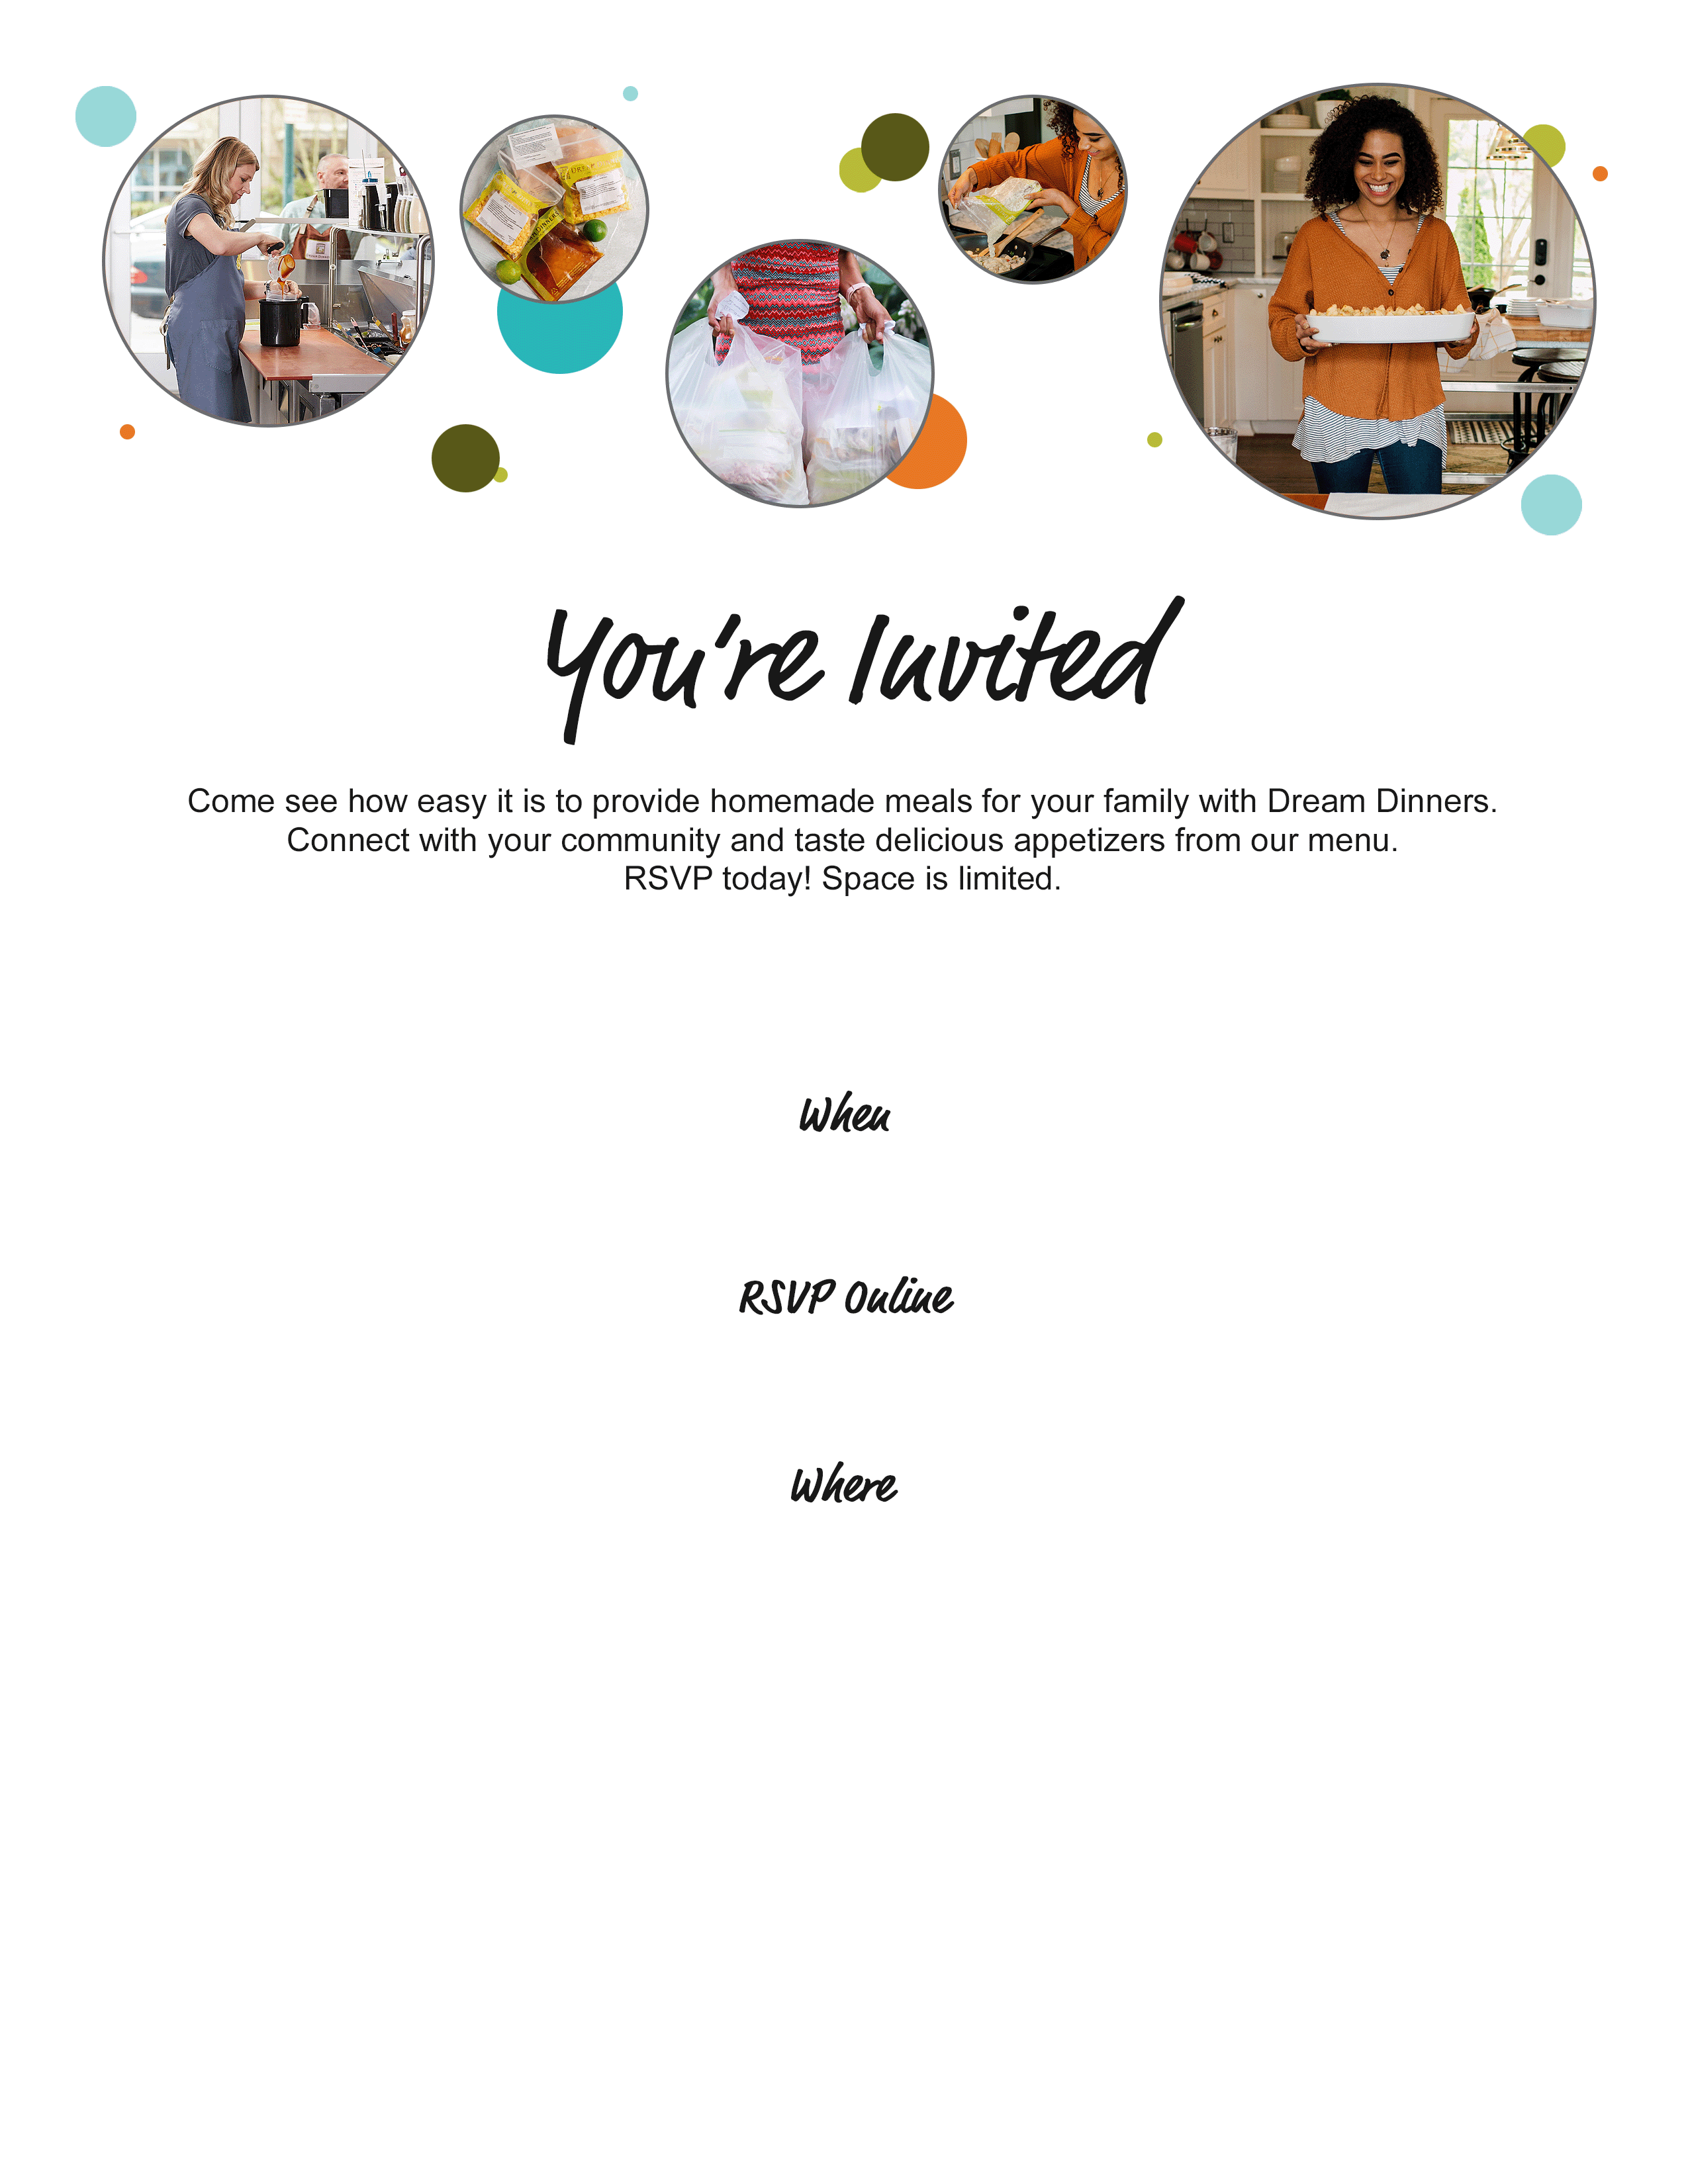 You're Invited
Come see how easy it is to provide homemade meals for your family with Dream Dinners.
Connect with your community and taste delicious appetizers from our menu.
RSVP today! Space is limited.
When
RSVP Online
Where